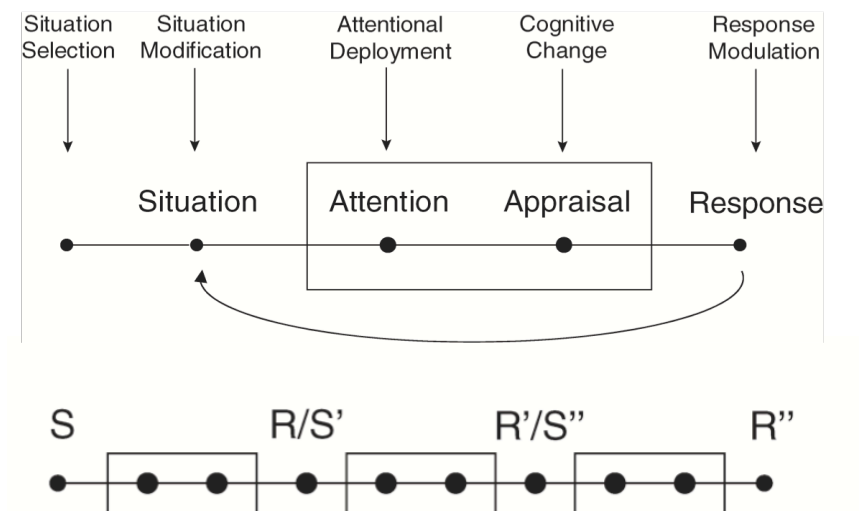 Situation Selection
Situation Modification
Attentional Deployment
Cognitive Change
Response Modulation
Situation
Attention
Appraisal
Response
S
R/S’
R’/S’’
R’’